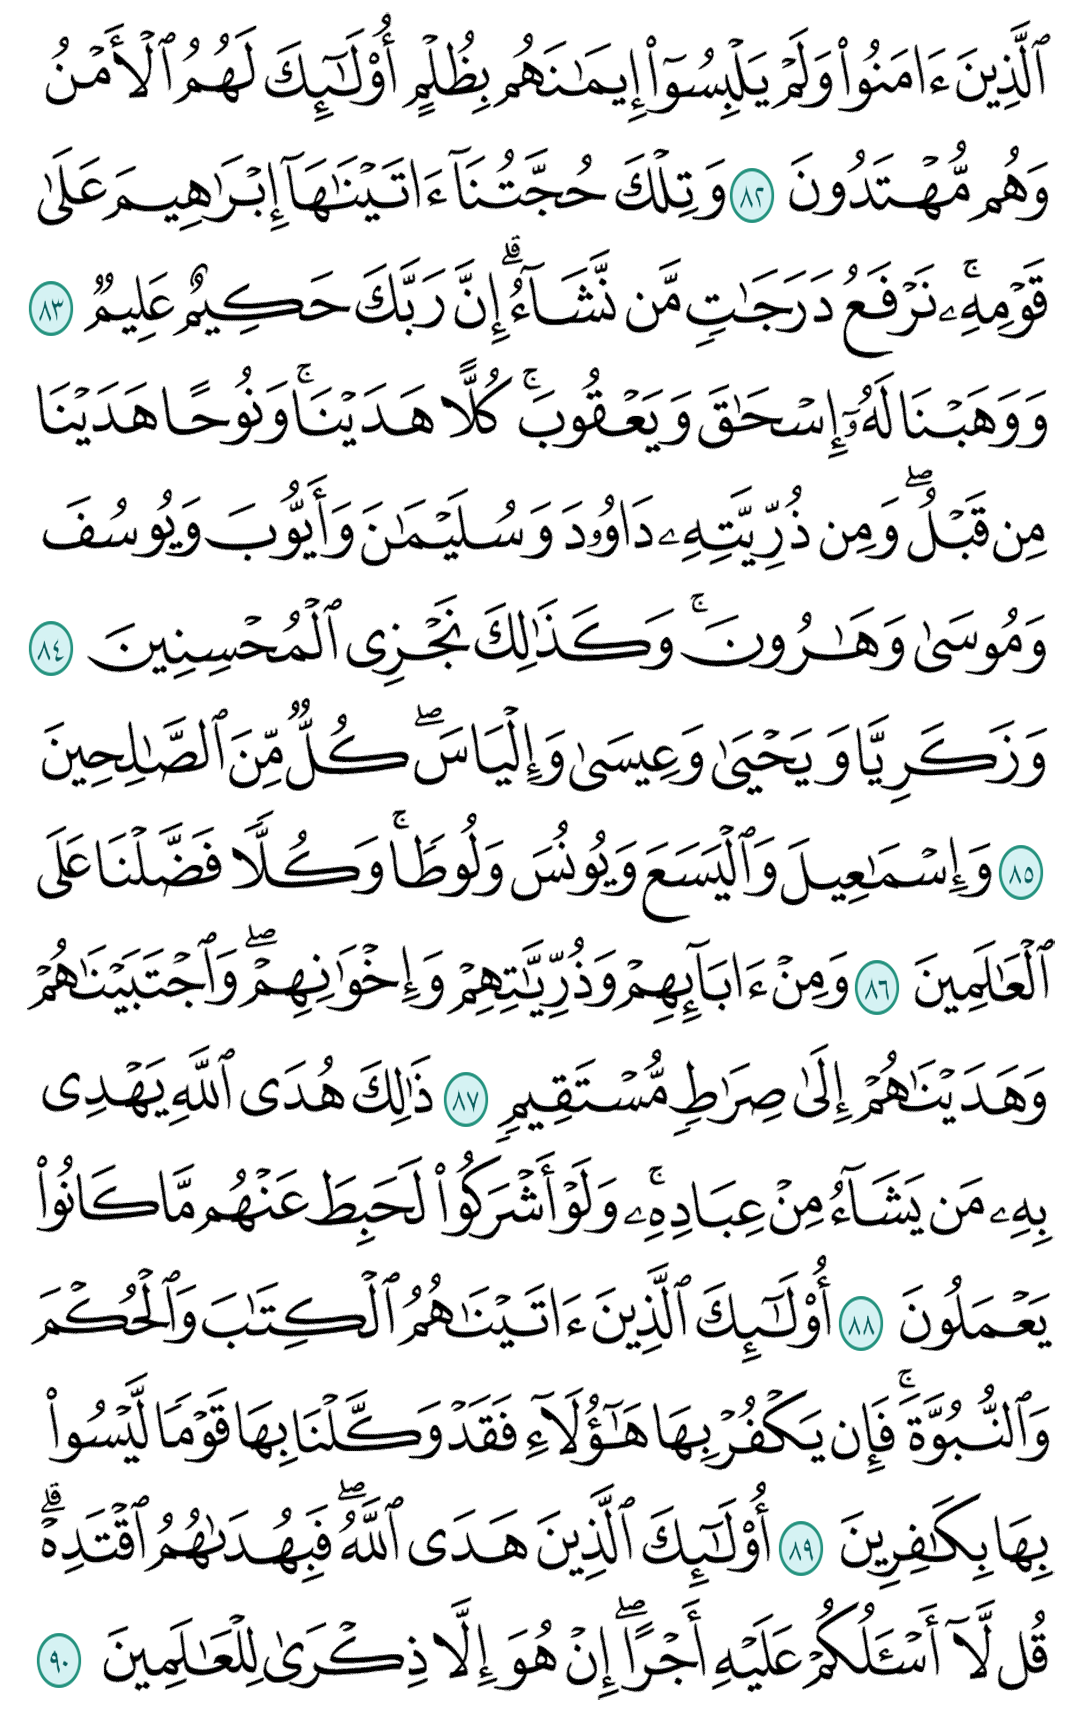 ٱلَّذِينَ ءَامَنُوا۟ وَلَمْ يَلْبِسُوٓا۟ إِيمَـٰنَهُم بِظُلْمٍ أُو۟لَـٰٓئِكَ لَهُمُ ٱلْأَمْنُ
وَهُم مُّهْتَدُونَ ٨٢ وَتِلْكَ حُجَّتُنَآ ءَاتَيْنَـٰهَآ إِبْرَٰهِيمَ عَلَىٰ
قَوْمِهِۦ ۚ نَرْفَعُ دَرَجَـٰتٍ مَّن نَّشَآءُ ۗ إِنَّ رَبَّكَ حَكِيمٌ عَلِيمٌ ٨٣
وَوَهَبْنَا لَهُۥٓ إِسْحَـٰقَ وَيَعْقُوبَ ۚ كُلًّا هَدَيْنَا ۚ وَنُوحًا هَدَيْنَا
مِن قَبْلُ ۖ وَمِن ذُرِّيَّتِهِۦ دَاوُۥدَ وَسُلَيْمَـٰنَ وَأَيُّوبَ وَيُوسُفَ
وَمُوسَىٰ وَهَـٰرُونَ ۚ وَكَذَٰلِكَ نَجْزِى ٱلْمُحْسِنِينَ ٨٤
وَزَكَرِيَّا وَيَحْيَىٰ وَعِيسَىٰ وَإِلْيَاسَ ۖ كُلٌّ مِّنَ ٱلصَّـٰلِحِينَ
٨٥ وَإِسْمَـٰعِيلَ وَٱلْيَسَعَ وَيُونُسَ وَلُوطًا ۚ وَكُلًّا فَضَّلْنَا عَلَى
ٱلْعَـٰلَمِينَ ٨٦ وَمِنْ ءَابَآئِهِمْ وَذُرِّيَّـٰتِهِمْ وَإِخْوَٰنِهِمْ ۖ وَٱجْتَبَيْنَـٰهُمْ
وَهَدَيْنَـٰهُمْ إِلَىٰ صِرَٰطٍ مُّسْتَقِيمٍ ٨٧ ذَٰلِكَ هُدَى ٱللَّهِ يَهْدِى
بِهِۦ مَن يَشَآءُ مِنْ عِبَادِهِۦ ۚ وَلَوْ أَشْرَكُوا۟ لَحَبِطَ عَنْهُم مَّا كَانُوا۟
يَعْمَلُونَ ٨٨ أُو۟لَـٰٓئِكَ ٱلَّذِينَ ءَاتَيْنَـٰهُمُ ٱلْكِتَـٰبَ وَٱلْحُكْمَ
وَٱلنُّبُوَّةَ ۚ فَإِن يَكْفُرْ بِهَا هَـٰٓؤُلَآءِ فَقَدْ وَكَّلْنَا بِهَا قَوْمًا لَّيْسُوا۟
بِهَا بِكَـٰفِرِينَ ٨٩ أُو۟لَـٰٓئِكَ ٱلَّذِينَ هَدَى ٱللَّهُ ۖ فَبِهُدَىٰهُمُ ٱقْتَدِهْ ۗ
قُل لَّآ أَسْـَٔلُكُمْ عَلَيْهِ أَجْرًا ۖ إِنْ هُوَ إِلَّا ذِكْرَىٰ لِلْعَـٰلَمِينَ ٩٠